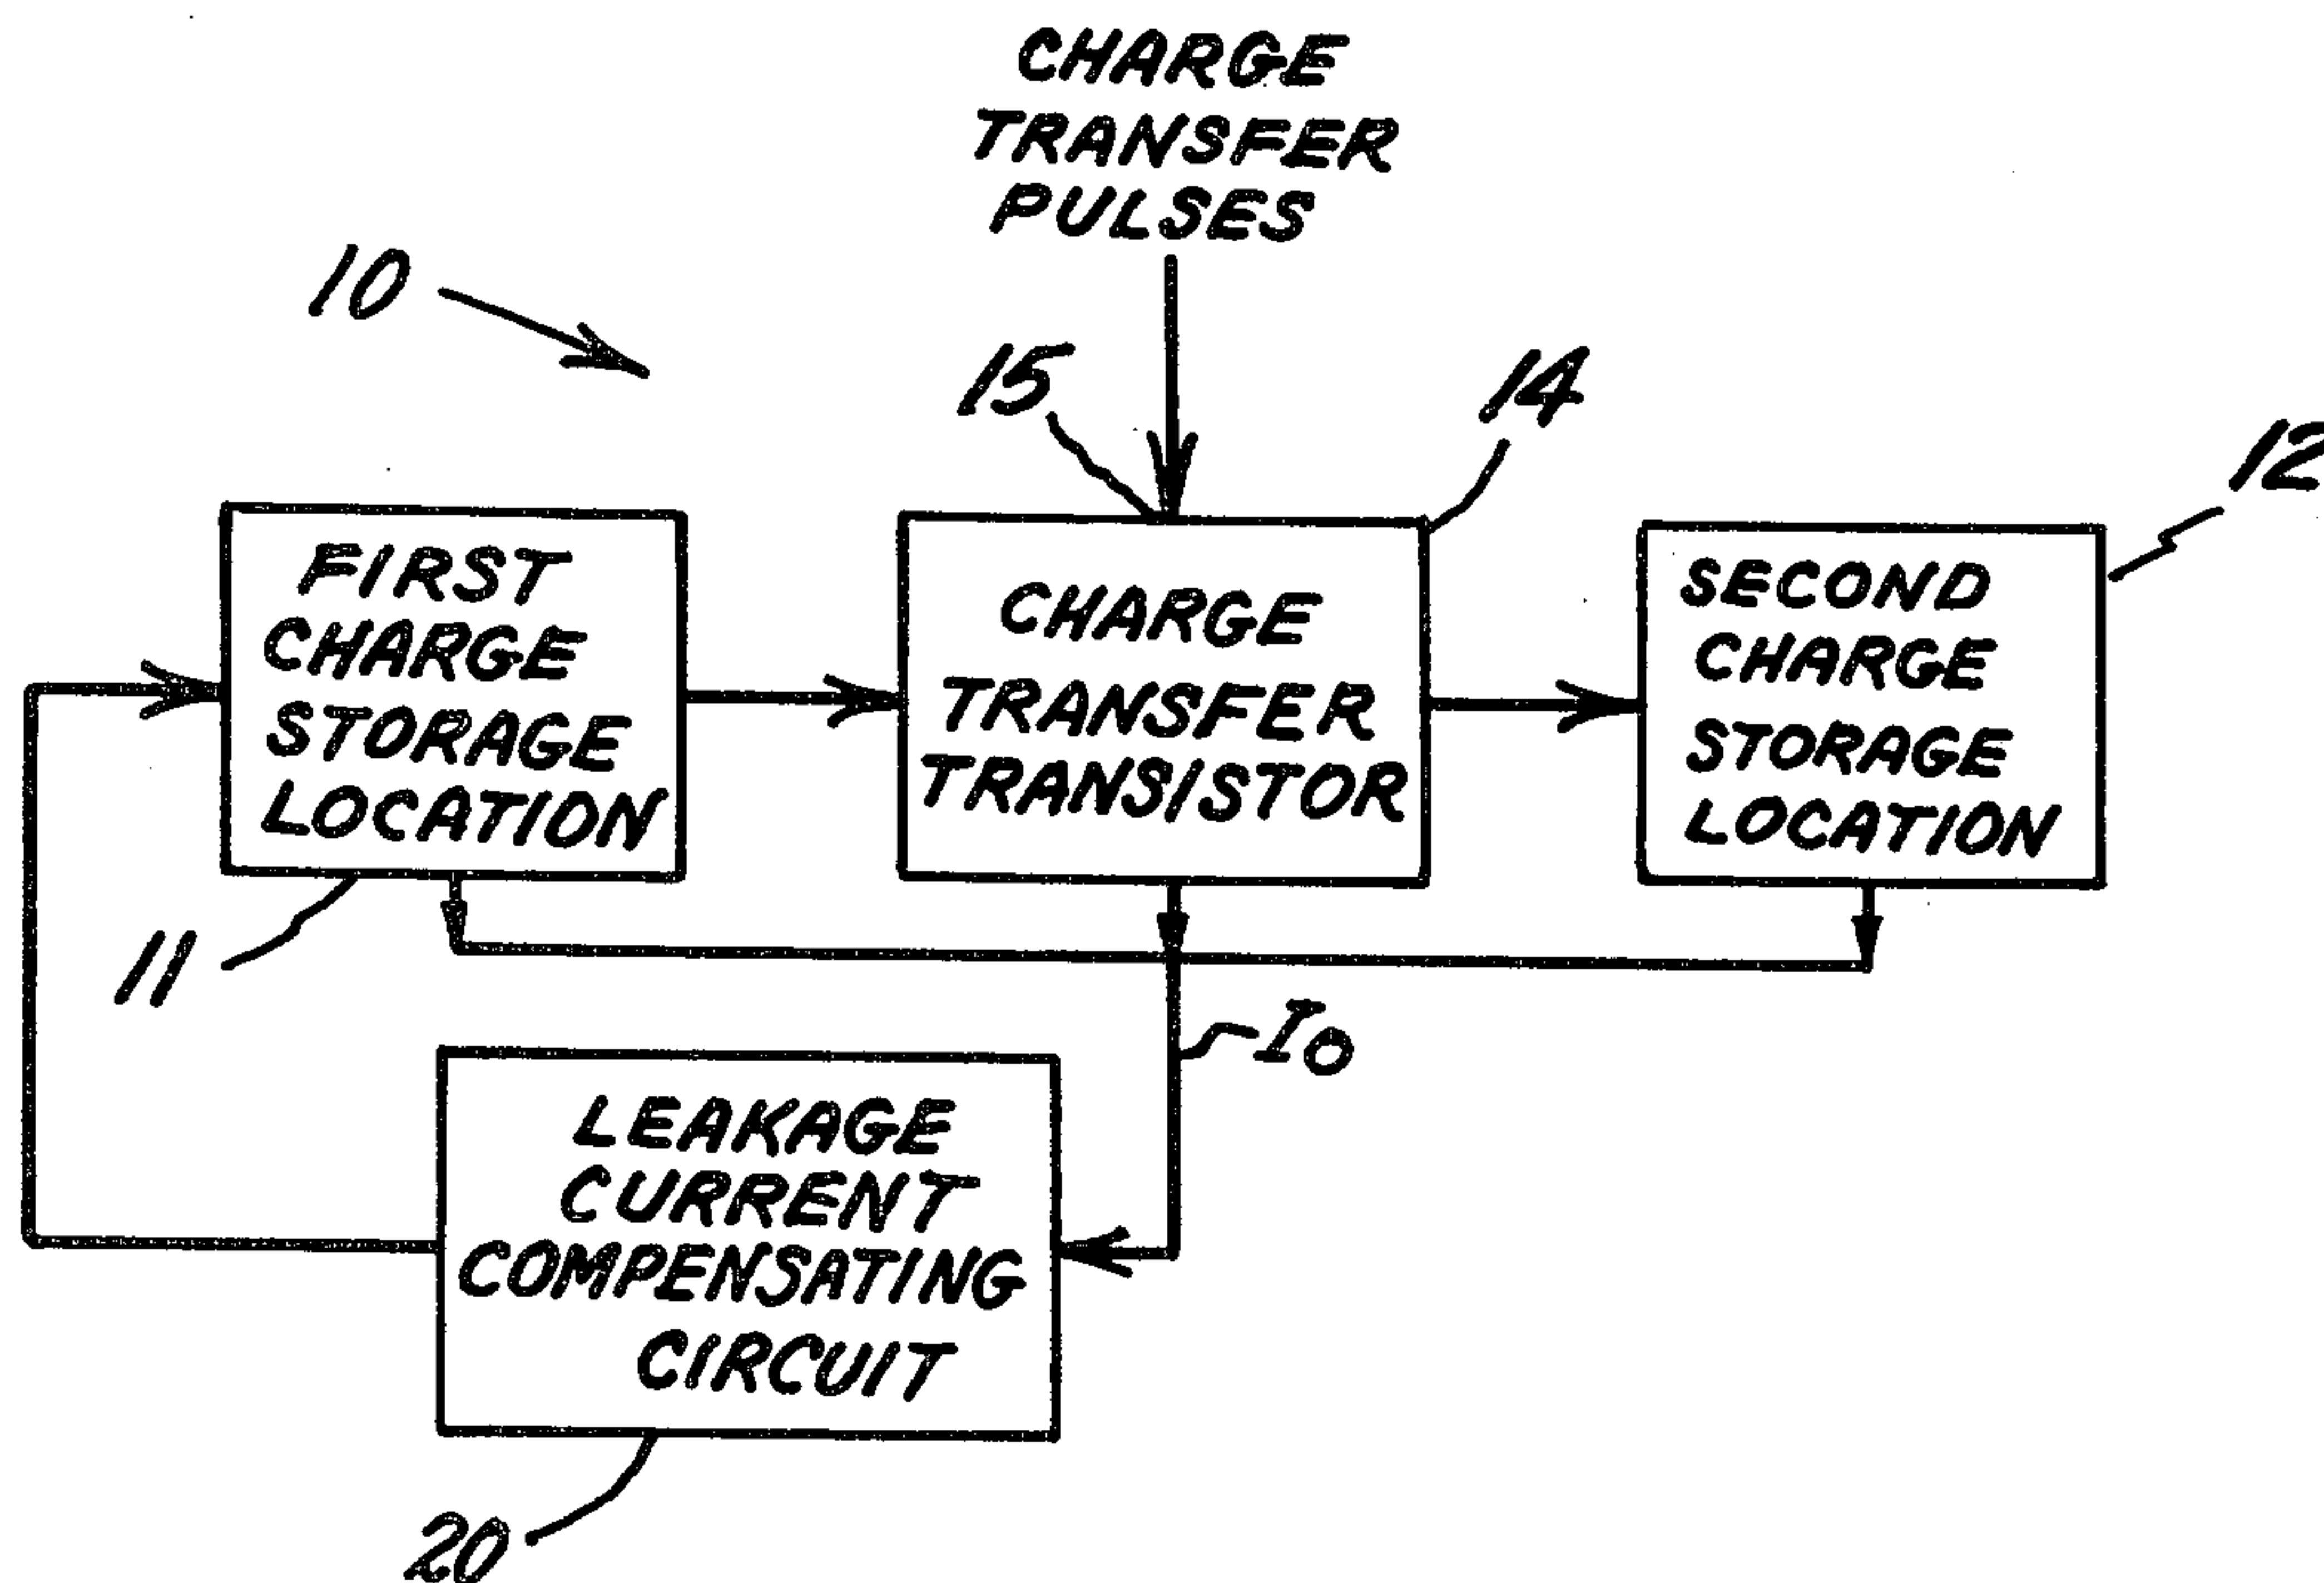 CHARGE
TRANSFER
PULSES
10
15
14
12
FIRST
CHARGE
STORAGE
LOCATION
CHARGE
TRANSFER
TRANSISTOR
SECOND
CHARGE
STORAGE
LOCATION
11
IO
LEAKAGE
CURRENT
COMPENSATING
CIRCUIT
20